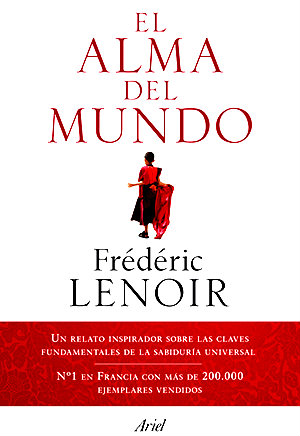 EL
ALMA
DEL
MUNDO
Frédéric
LENOIR
UN RELATO INSPIRADOR SOBRE LAS CLAVES
FUNDAMENTALES DE LA SABIDURÍA UNIVERSAL
Nº1 EN FRANCIA CON MÁS DE 200.000
EJEMPLARES VENDIDOS
Ariel